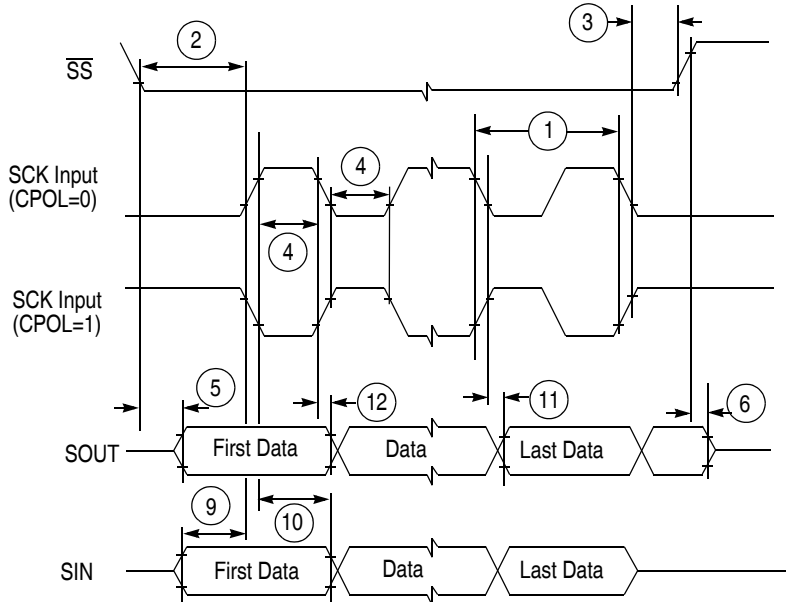 2
3
SS
1
SCK Input
(CPOL=0)
4
4
SCK Input
(CPOL=1)
5
12
11
6
SOUT
First Data
Data
Last Data
9
10
SIN
First Data
Data
Last Data